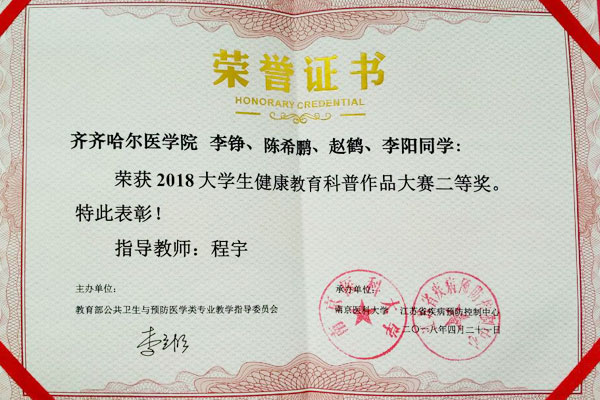 荣誉证书
HONORARY CREDENTIAL
齐齐哈尔医学院 李铮、陈希鹏、赵鹤、李阳同学:
荣获2018大学生健康教育科普作品大赛二等奖。
特此表彰!
指导教师:程宇
主办单位:
教育部公共卫生与预防医学类专业教学指导委员会
承办单位:
南京医科大学 江苏省疾病预防控制中心
二〇一八年四月二十一日
南京医科大学